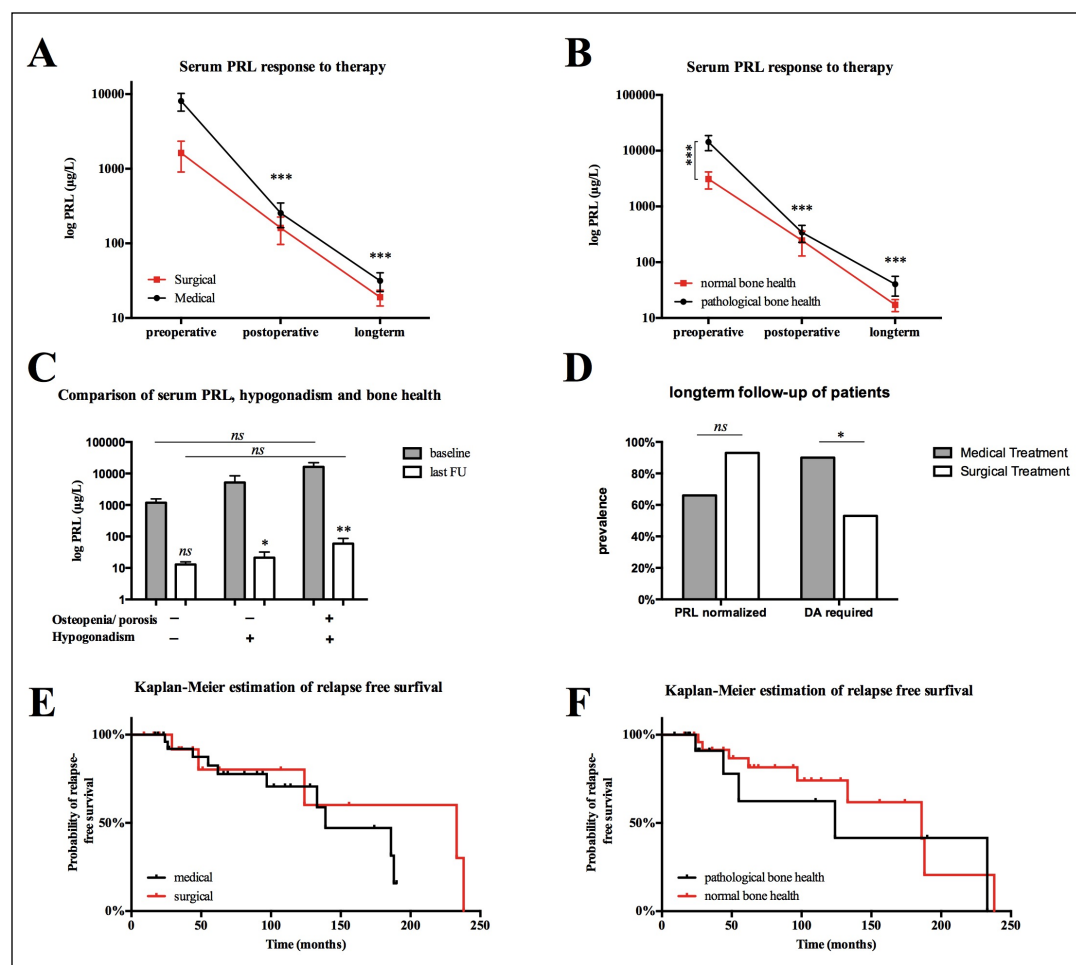 A
Serum PRL response to therapy
10000
1000
100
10
log PRL (µg/L)
***
***
Surgical
Medical
preoperative postoperative longterm
B
Serum PRL response to therapy
100000
10000
1000
100
10
log PRL (µg/L)
***
***
***
normal bone health
pathological bone health
preoperative postoperative longterm
C
Comparison of serum PRL, hypogonadism and bone health
100000
10000
1000
100
10
1
log PRL (µg/L)
ns
ns
ns
*
**
baseline
last FU
Osteopenia/ porosis – – +
Hypogonadism – + +
D
longterm follow-up of patients
100%
80%
60%
40%
20%
0%
prevalence
ns
*
Medical Treatment
Surgical Treatment
PRL normalized DA required
E
Kaplan-Meier estimation of relapse free surfival
100%
50%
0%
Probability of relapse-
free survival
medical
surgical
0 50 100 150 200 250
Time (months)
F
Kaplan-Meier estimation of relapse free surfival
100%
50%
0%
Probability of relapse-
free survival
pathological bone health
normal bone health
0 50 100 150 200 250
Time (months)